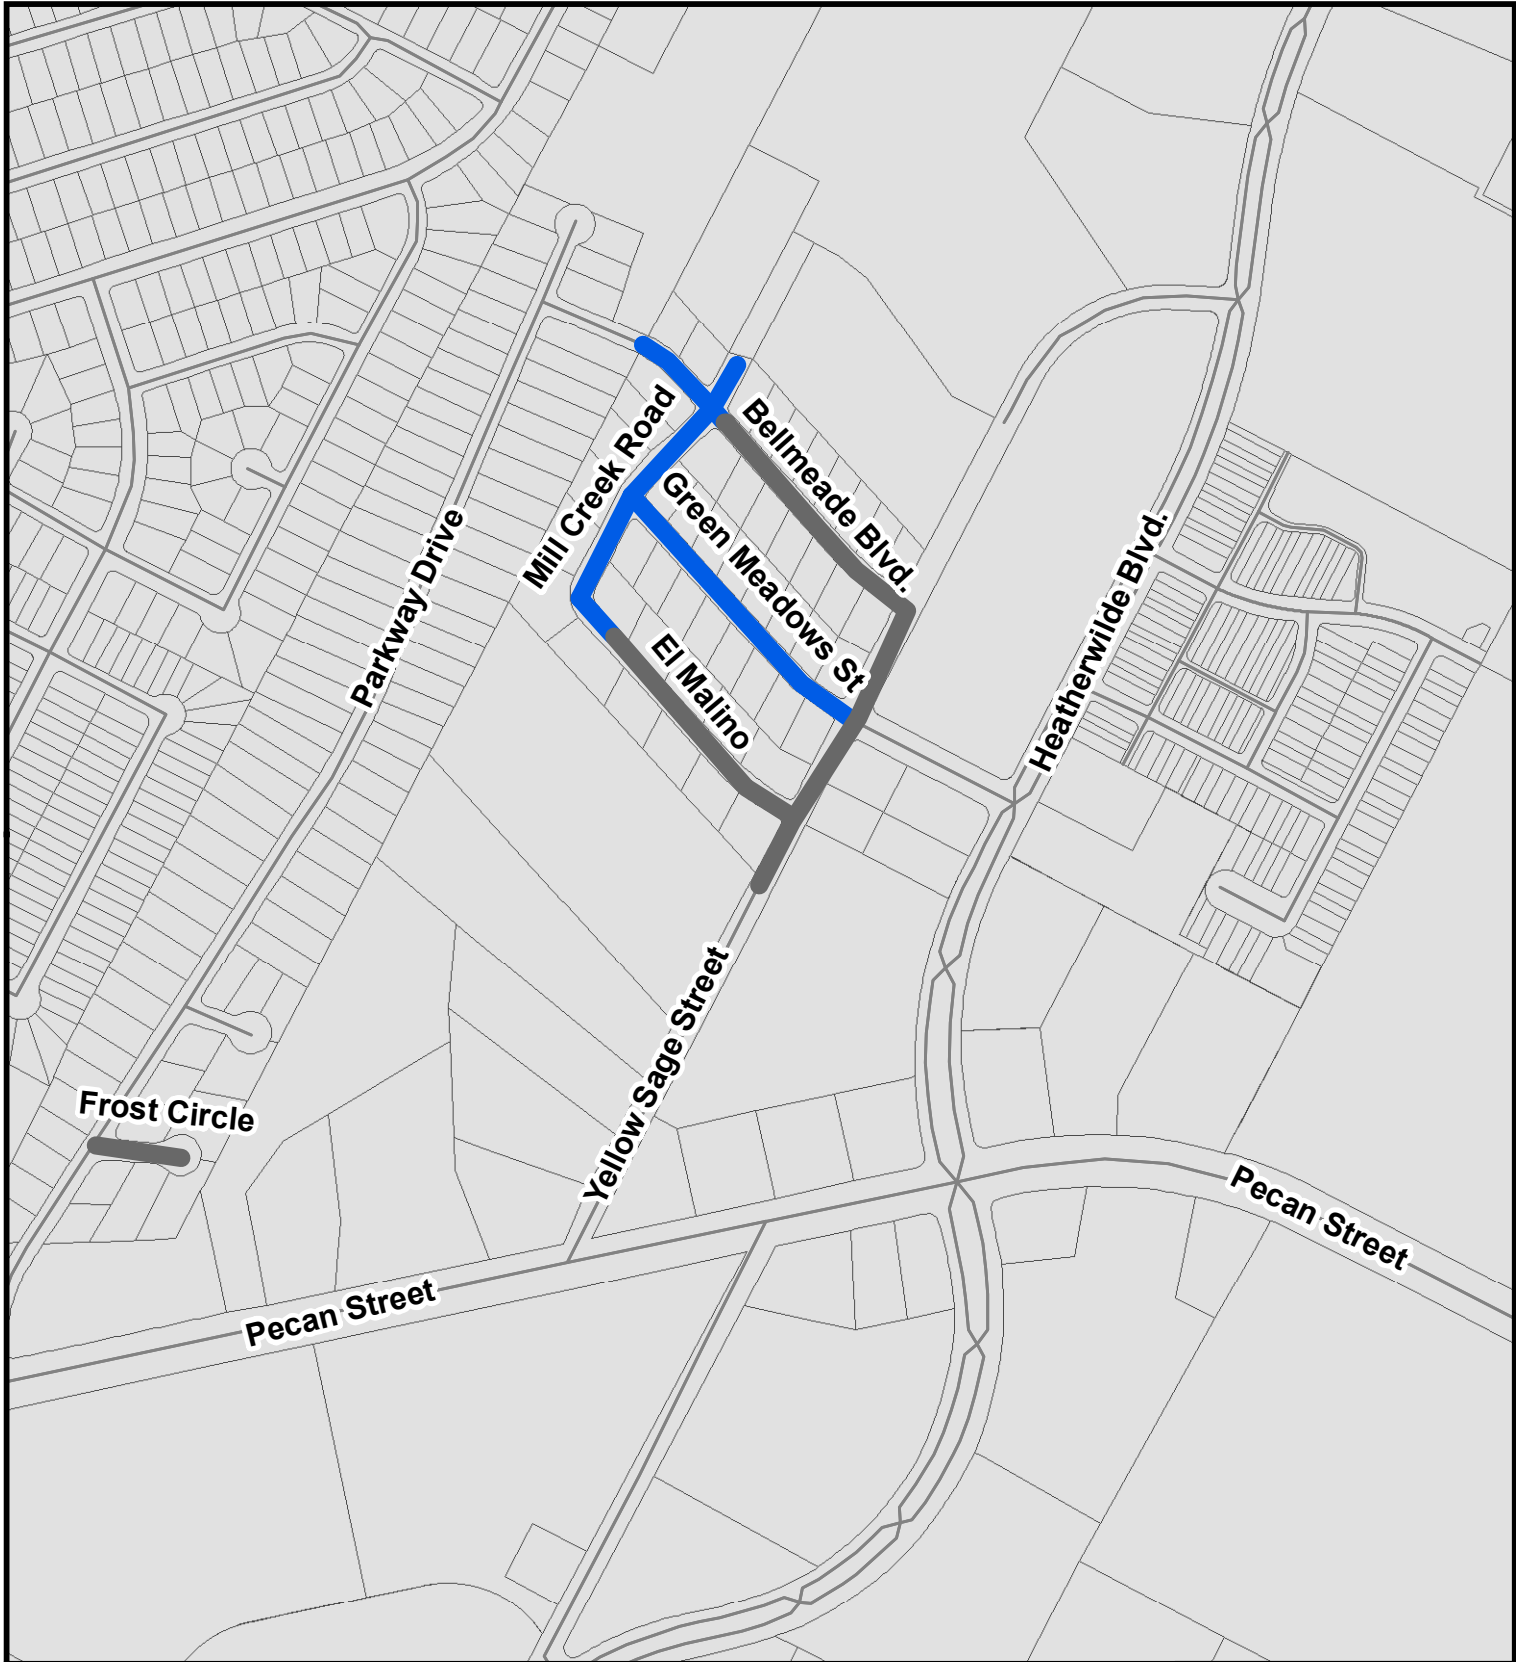 Bellmeade Blvd.
Mill Creek Road
Green Meadows St
Parkway Drive
Heatherwilde Blvd.
El Malino
Yellow Sage Street
Frost Circle
Pecan Street
Pecan Street